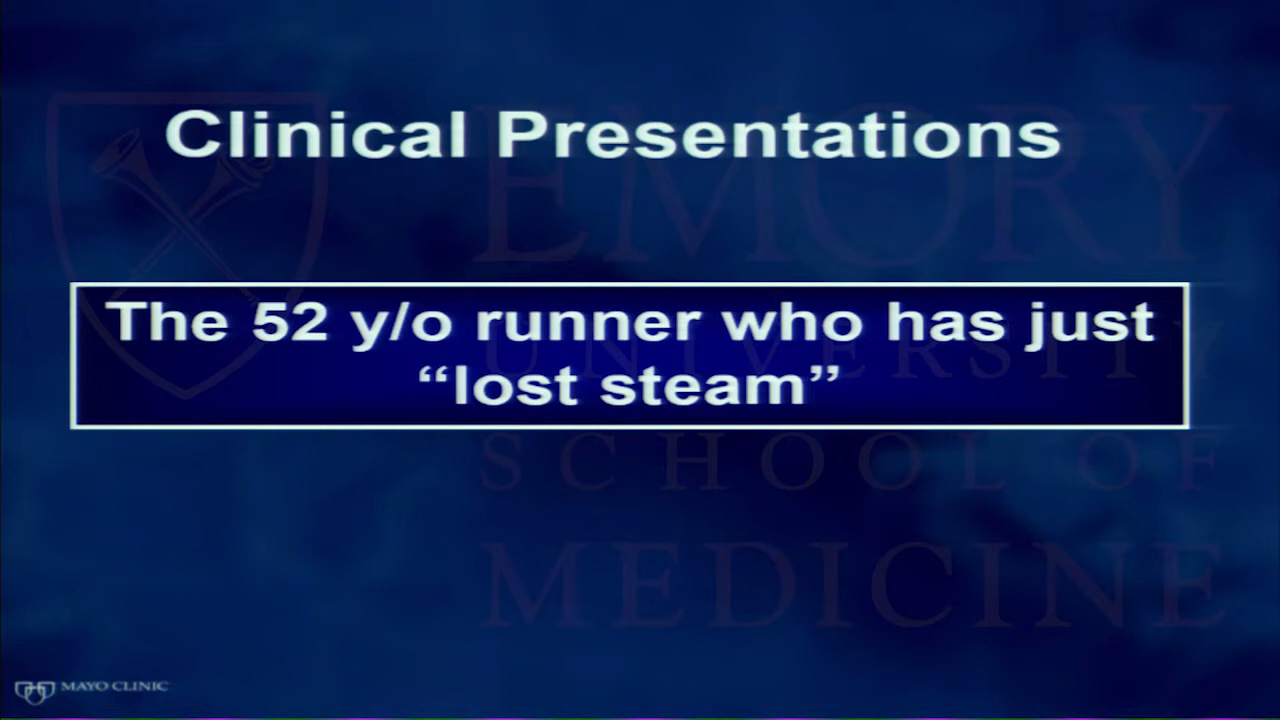 Clinical Presentations
The 52 y/o runner who has just
“lost steam”
EMORY
UNIVERSITY
SCHOOL OF
MEDICINE
MAYO CLINIC